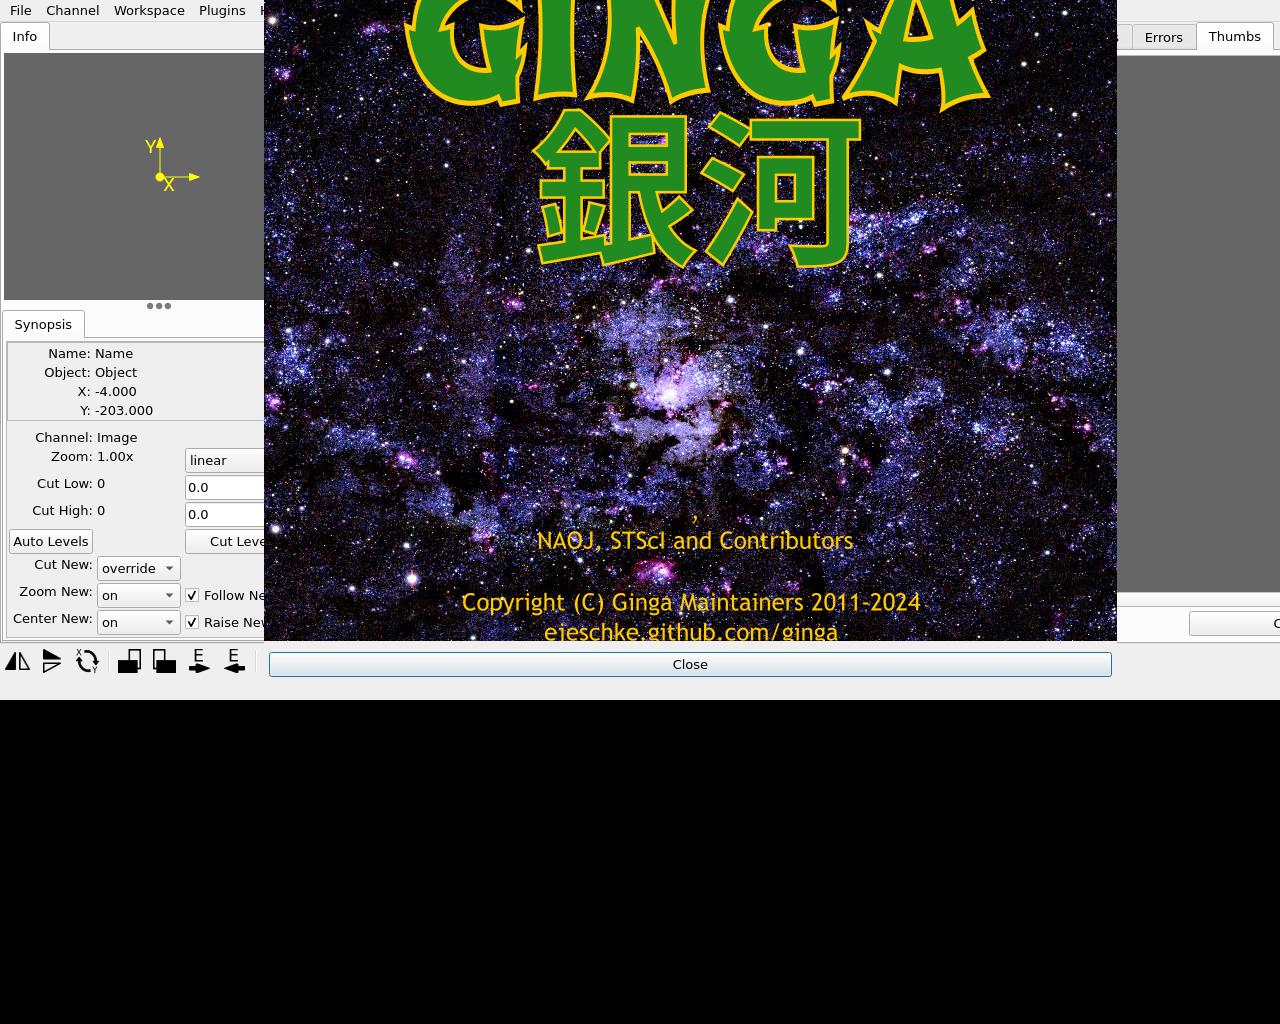 File Channel Workspace Plugins
Info
Errors Thumbs
Y
X
GINGA
銀河
Synopsis
Name: Name
Object: Object
X: -4.000
Y: -203.000
Channel: Image
Zoom: 1.00x linear
Cut Low: 0 0.0
Cut High: 0 0.0
Auto Levels Cut Leve
Cut New: override
Zoom New: on Follow Ne
Center New: on Raise New
,
NAOJ, STScI and Contributors
Copyright (C) Ginga Maintainers 2011-2024
ejeschke.github.com/ginga
X Y E E
Close